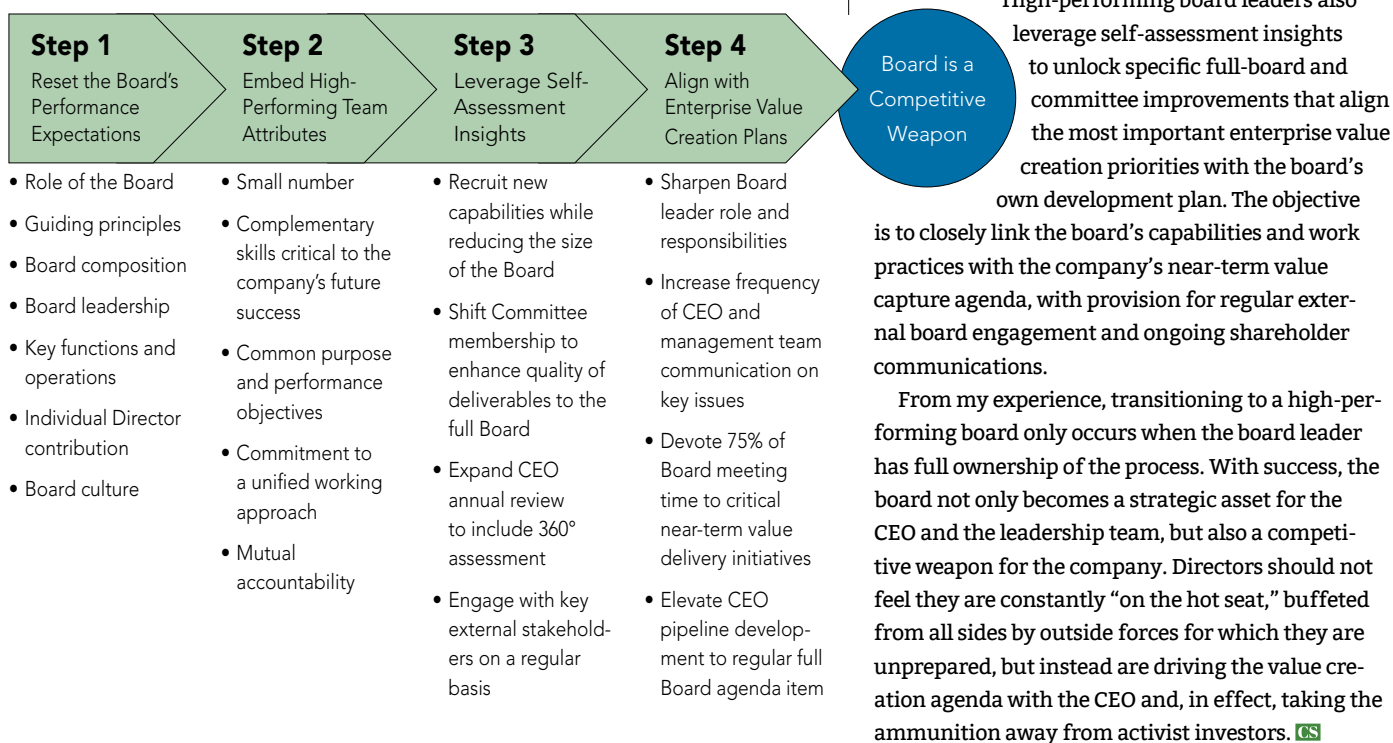 Step 1
Reset the Board’s
Performance
Expectations
• Role of the Board
• Guiding principles
• Board composition
• Board leadership
• Key functions and
operations
• Individual Director
contribution
• Board culture
Step 2
Embed High-
Performing Team
Attributes
• Small number
• Complementary
skills critical to the
company’s future
success
• Common purpose
and performance
objectives
• Commitment to
a unified working
approach
• Mutual
accountability
Step 3
Leverage Self-
Assessment
Insights
• Recruit new
capabilities while
reducing the size
of the Board
• Shift Committee
membership to
enhance quality of
deliverables to the
full Board
• Expand CEO
annual review
to include 360°
assessment
• Engage with key
external stakehold-
ers on a regular
basis
Step 4
Align with
Enterprise Value
Creation Plans
• Sharpen Board
leader role and
responsibilities
• Increase frequency
of CEO and
management team
communication on
key issues
• Devote 75% of
Board meeting
time to critical
near-term value
delivery initiatives
• Elevate CEO
pipeline develop-
ment to regular full
Board agenda item
Board is a
Competitive
Weapon
High-performing board leaders also
leverage self-assessment insights
to unlock specific full-board and
committee improvements that align
the most important enterprise value
creation priorities with the board’s
own development plan. The objective
is to closely link the board’s capabilities and work
practices with the company’s near-term value
capture agenda, with provision for regular exter-
nal board engagement and ongoing shareholder
communications.
From my experience, transitioning to a high-per-
forming board only occurs when the board leader
has full ownership of the process. With success, the
board not only becomes a strategic asset for the
CEO and the leadership team, but also a competi-
tive weapon for the company. Directors should not
feel they are constantly “on the hot seat,” buffeted
from all sides by outside forces for which they are
unprepared, but instead are driving the value cre-
ation agenda with the CEO and, in effect, taking the
ammunition away from activist investors. CS